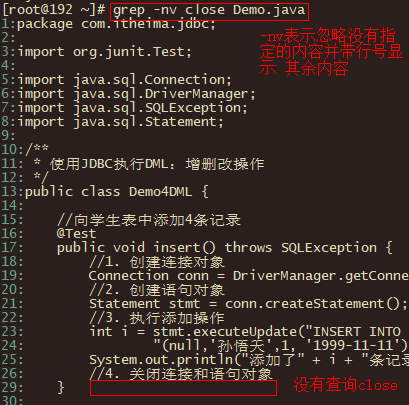 [root@192 ~]# grep -nv close Demo.java
1:package com.itheima.jdbc;
2:
3:import org.junit.Test;
4:
5:import java.sql.Connection;
6:import java.sql.DriverManager;
7:import java.sql.SQLException;
8:import java.sql.Statement;
9:
10:/**
11: * 使用JDBC执行DML：增删改操作
12: */
13:public class Demo4DML {
14:
15:    //向学生表中添加4条记录
16:    @Test
17:    public void insert() throws SQLException {
18:        //1. 创建连接对象
19:        Connection conn = DriverManager.getConne
20:        //2. 创建语句对象
21:        Statement stmt = conn.createStatement();
22:        //3. 执行添加操作
23:        int i = stmt.executeUpdate("INSERT INTO
24:                "(null,'孙悟天',1, '1999-11-11')
25:        System.out.println("添加了" + i + "条记录
26:        //4. 关闭连接和语句对象
29:    }
30:
-nv表示忽略没有指
定的内容并带行号显
示 其余内容
没有查询close